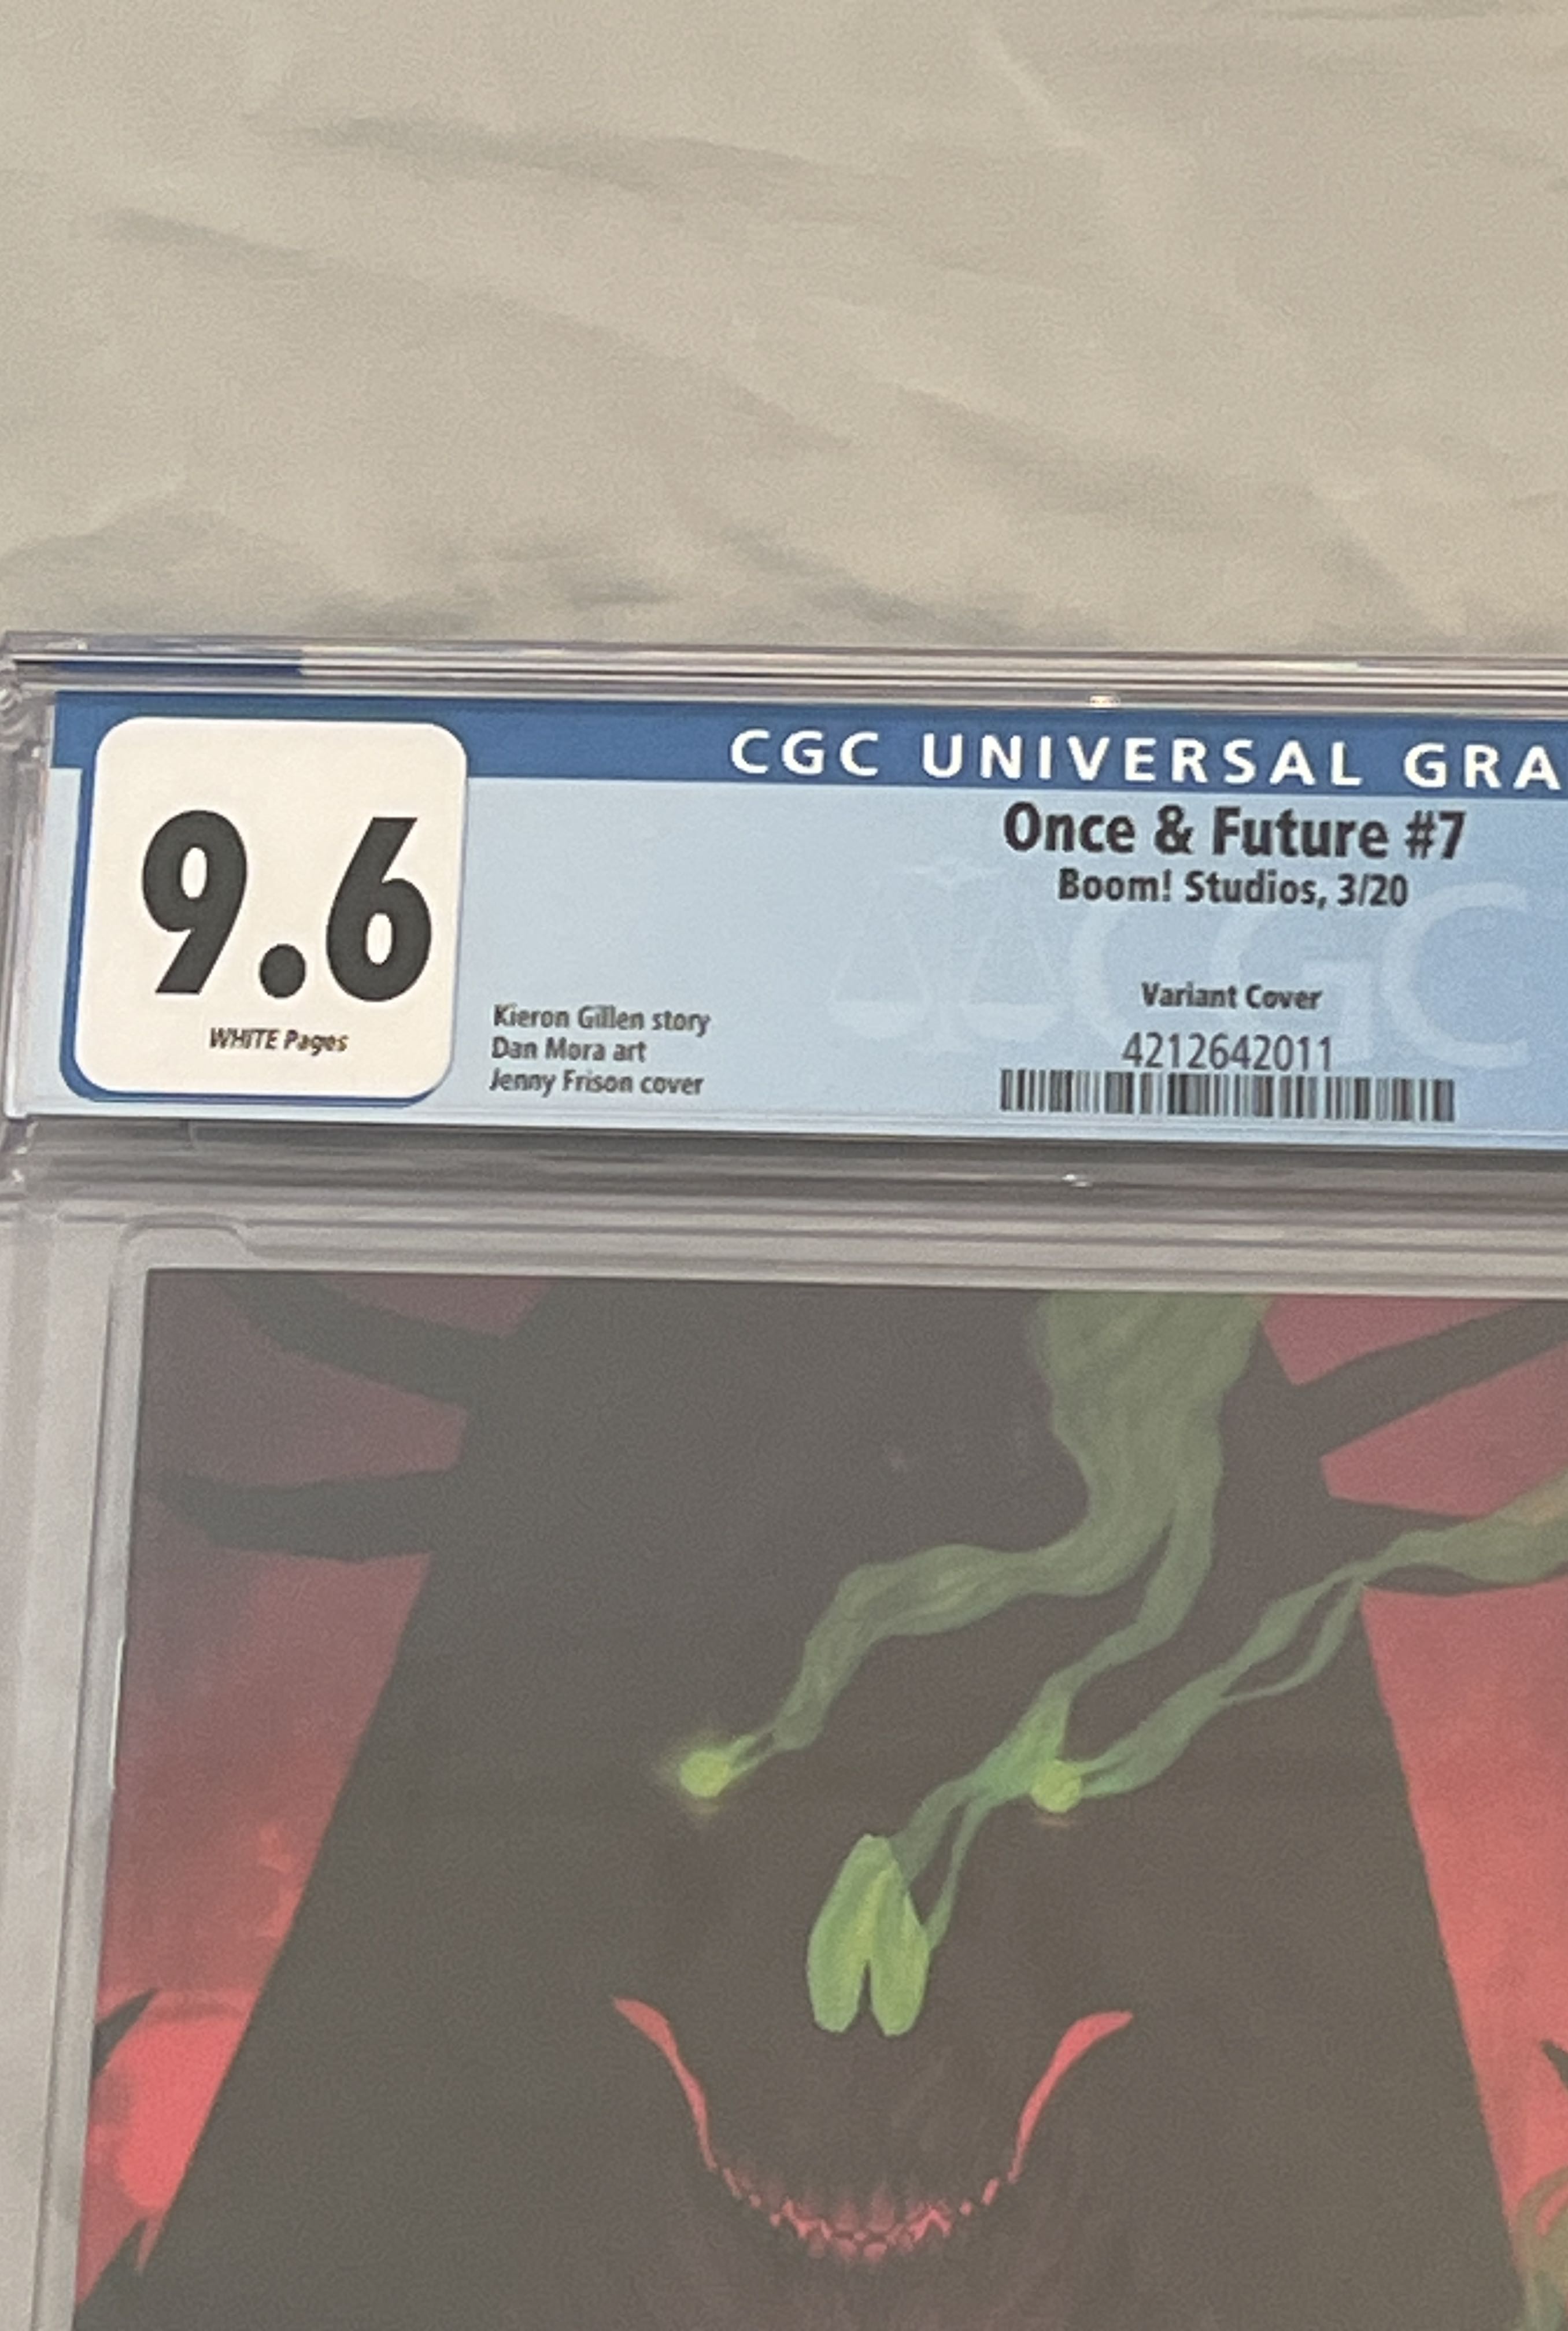 CGC UNIVERSAL GRA
9.6
WHITE Pages
Once & Future #7
Boom! Studios, 3/20
Variant Cover
4212642011
Kieron Gillen story
Dan Mora art
Jenny Frison cover
CGC